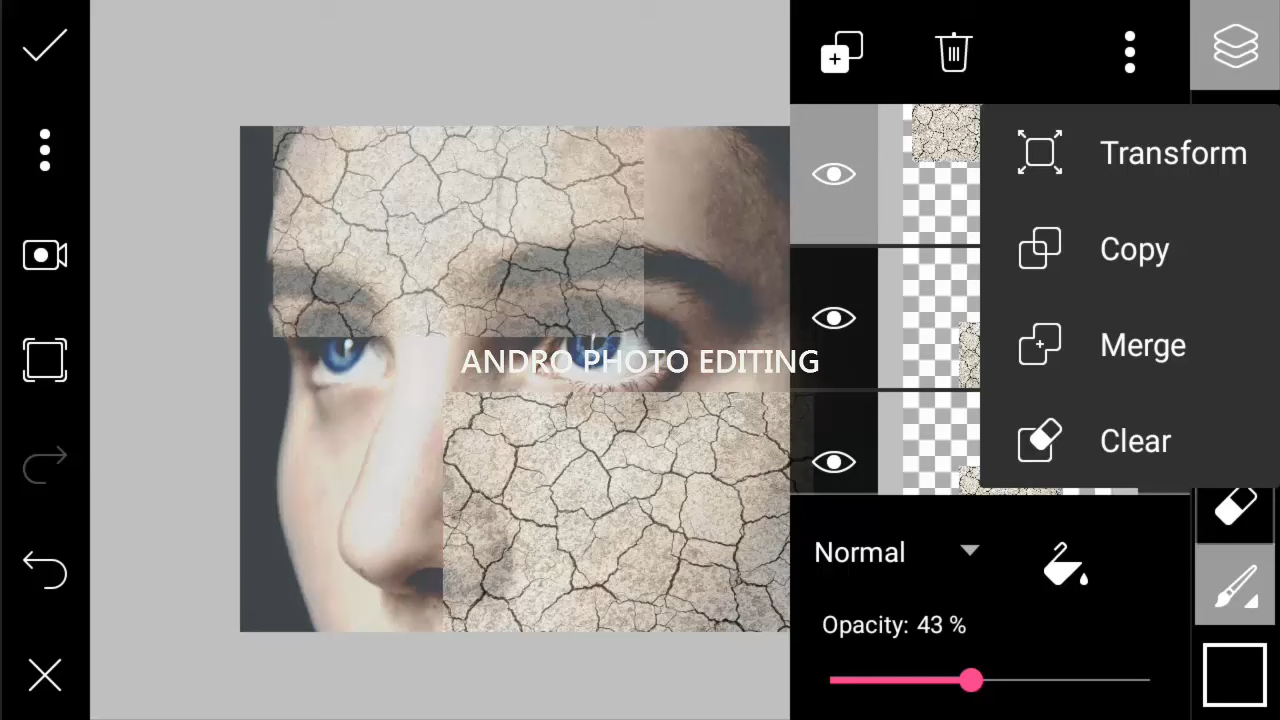 Transform
Copy
Merge
ANDRO PHOTO EDITING
Clear
Normal
Opacity: 43 %